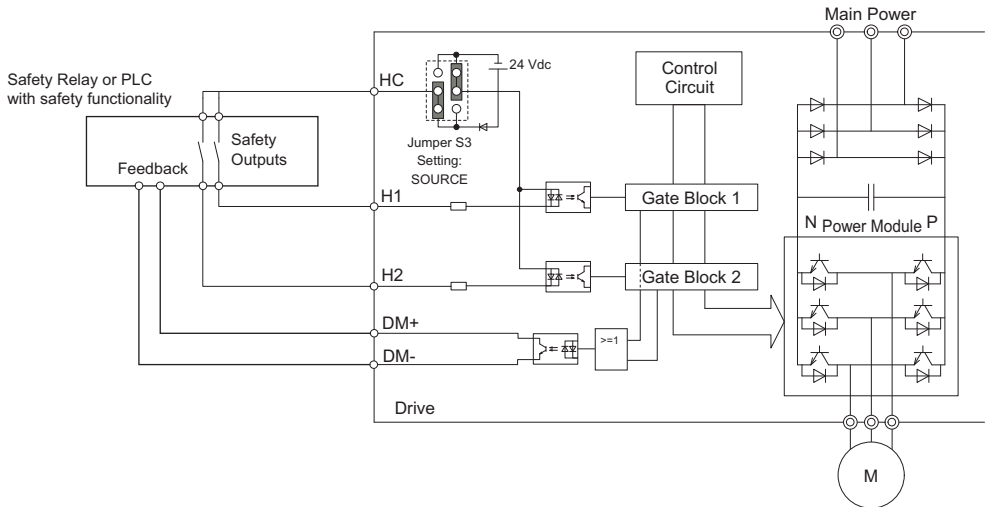 Main Power
Safety Relay or PLC
with safety functionality
HC
24 Vdc
Control
Circuit
Jumper S3
Setting:
SOURCE
Safety
Outputs
Feedback
H1
Gate Block 1
N Power Module P
H2
Gate Block 2
DM+
>=1
DM-
Drive
M